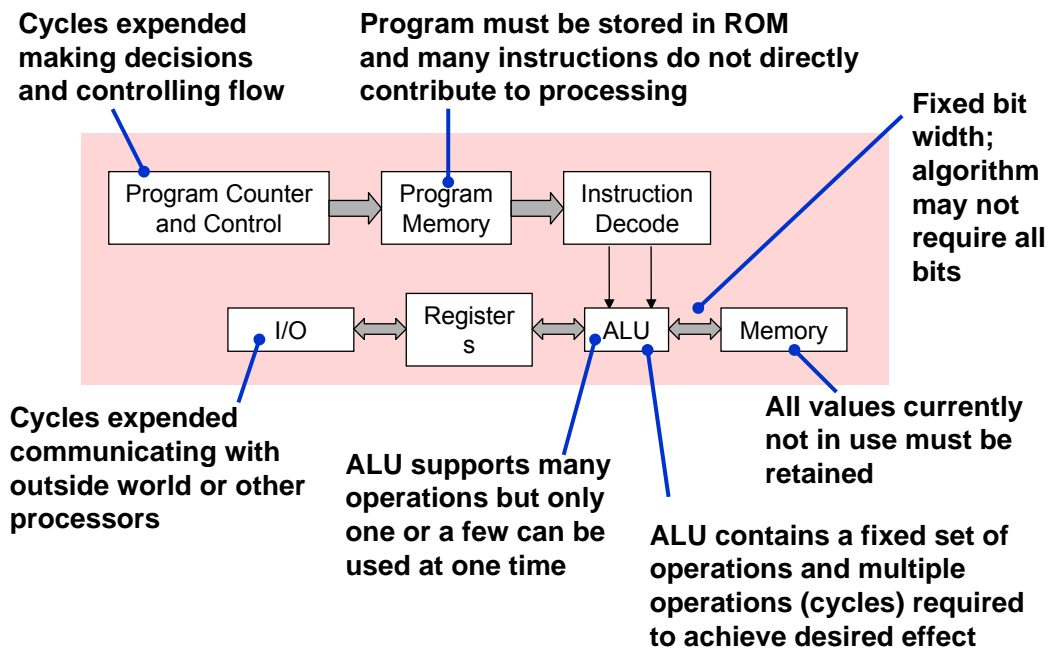 Cycles expended
making decisions
and controlling flow
Program must be stored in ROM
and many instructions do not directly
contribute to processing
Fixed bit
width;
algorithm
may not
require all
bits
Program Counter
and Control
Program
Memory
Instruction
Decode
I/O
Register
s
ALU
Memory
Cycles expended
communicating with
outside world or other
processors
ALU supports many
operations but only
one or a few can be
used at one time
All values currently
not in use must be
retained
ALU contains a fixed set of
operations and multiple
operations (cycles) required
to achieve desired effect